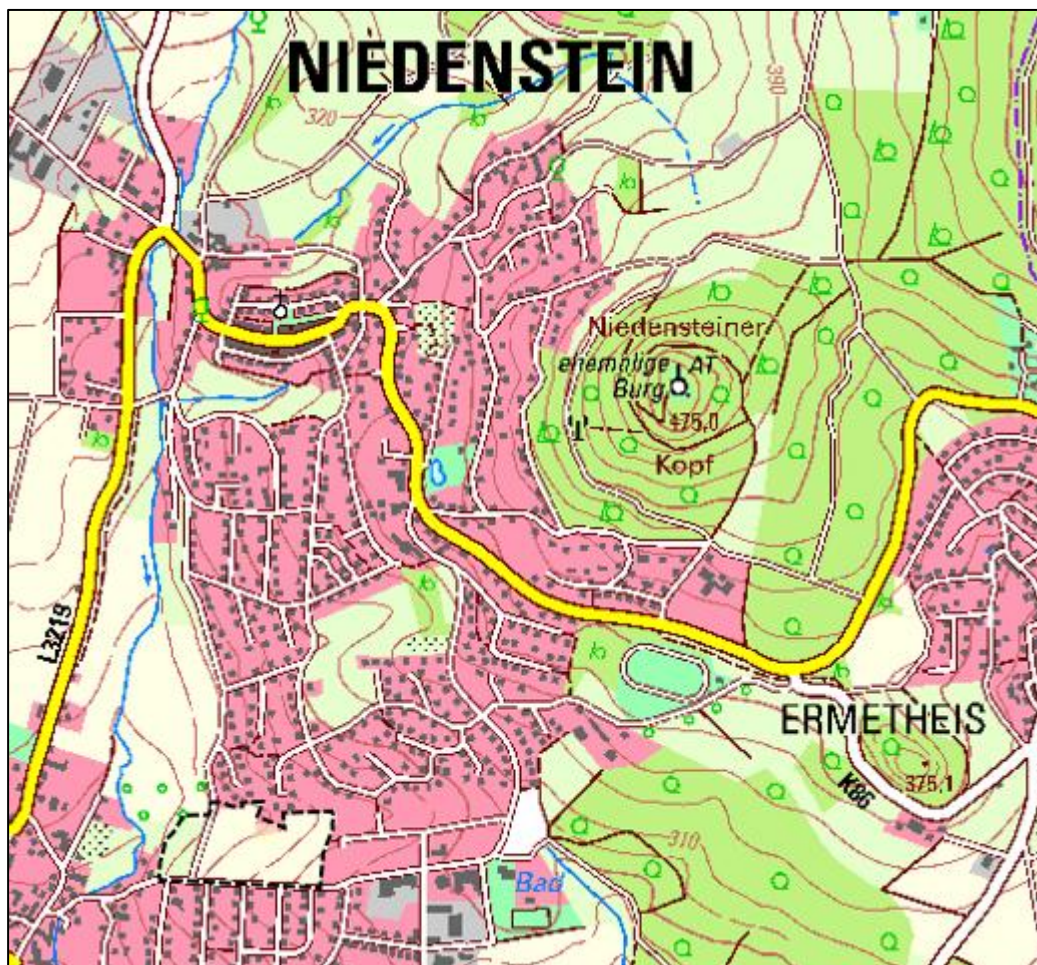 NIEDENSTEIN
390
320
Niedensteiner
ehemalige AT
Burg
475,0
Kopf
L3219
ERMETHEIS
K86
375,1
310
Bad